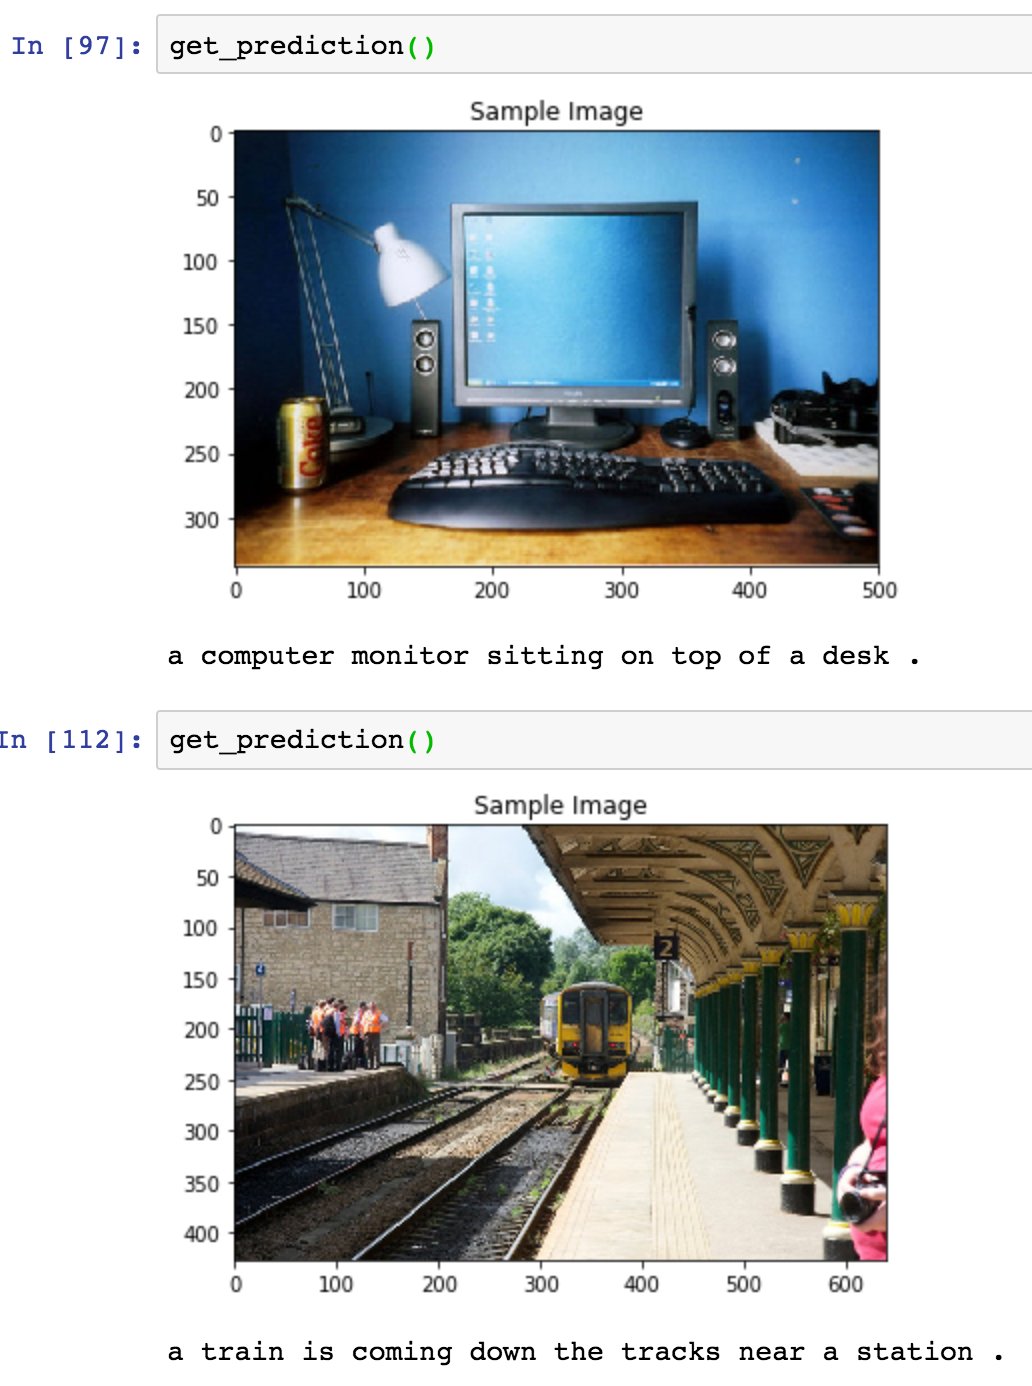 In [97]: get_prediction()
Sample Image
0
50
100
150
200
250
300
Coke
0 100 200 300 400 500
a computer monitor sitting on top of a desk .
In [112]: get_prediction()
Sample Image
0
50
100
150
200
250
300
350
400
2
0 100 200 300 400 500 600
a train is coming down the tracks near a station .